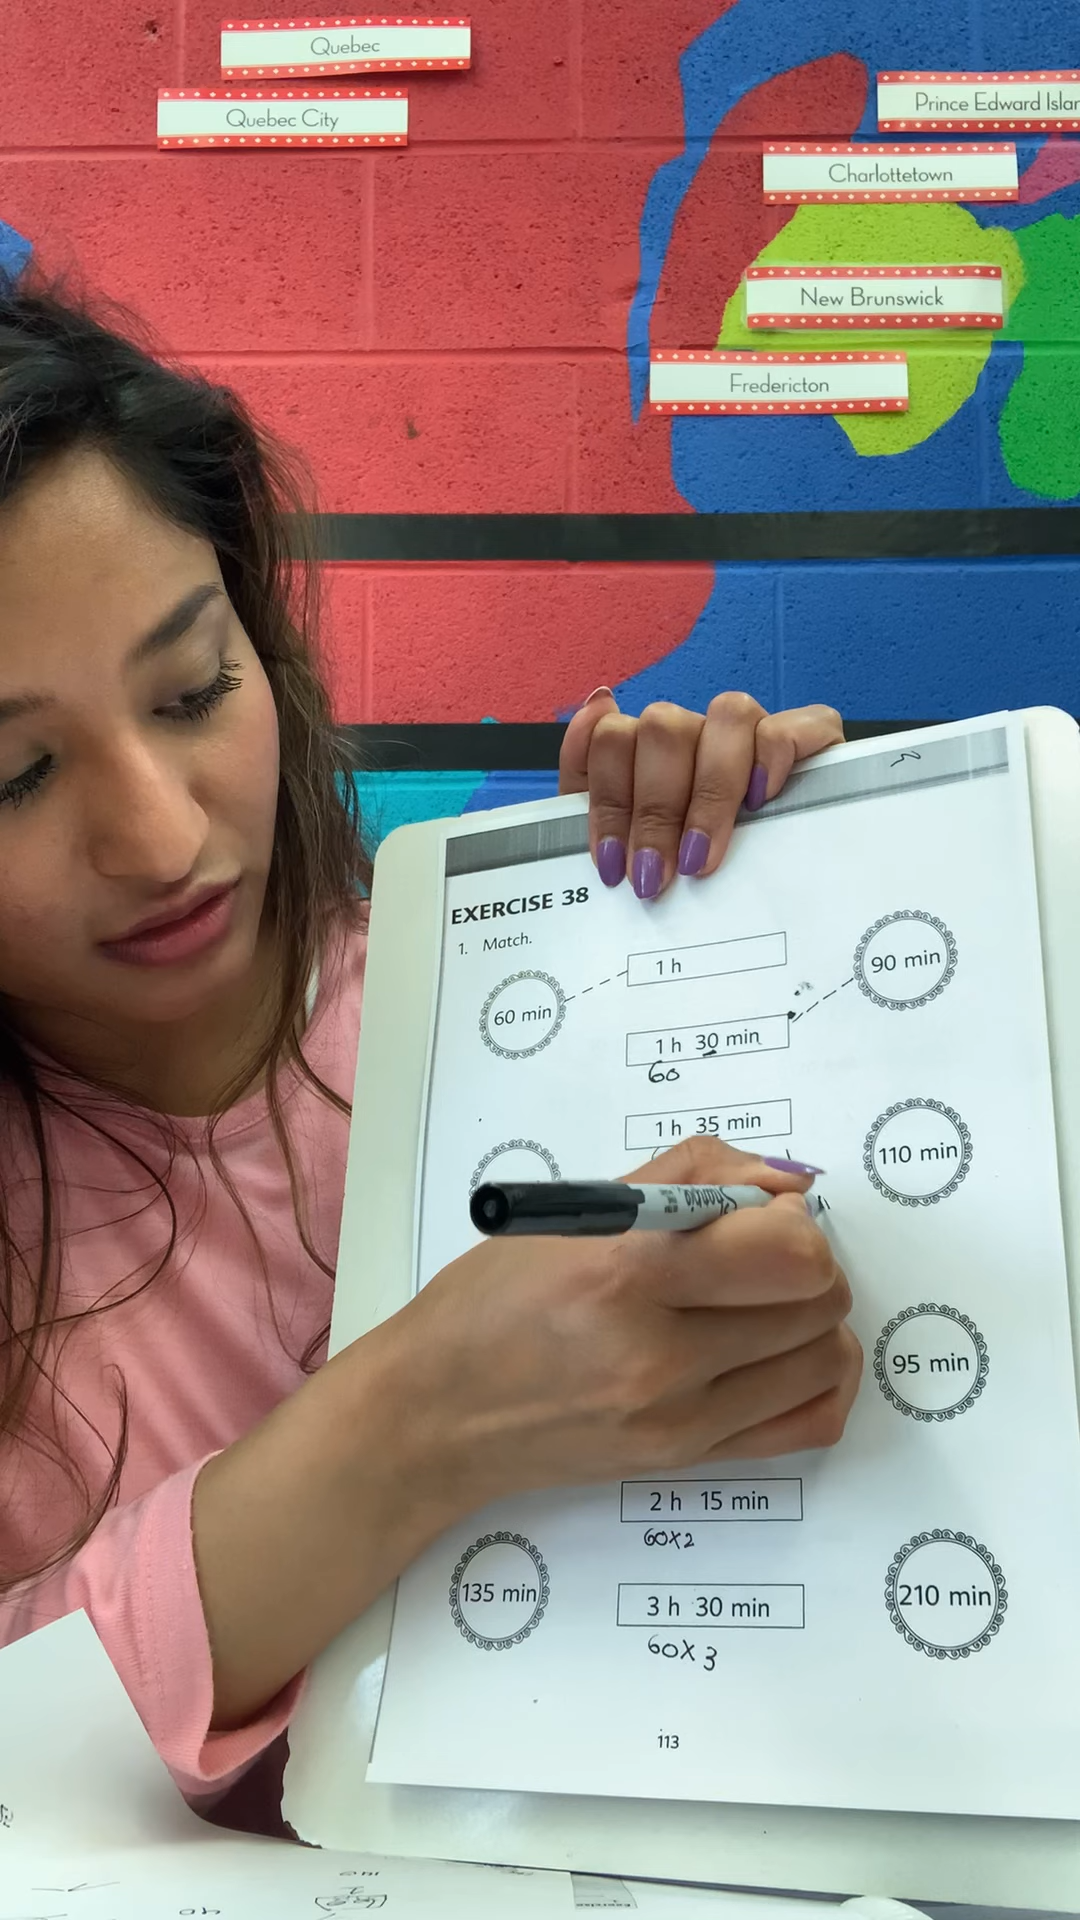 Quebec
Quebec City
Prince Edward Islan
Charlottetown
New Brunswick
Fredericton
EXERCISE 38
1. Match.
1 h
90 min
60 min
1 h 30 min
60
1 h 35 min
110 min
Sharpie
95 min
2 h 15 min
60x2
135 min
3 h 30 min
210 min
60x3
113